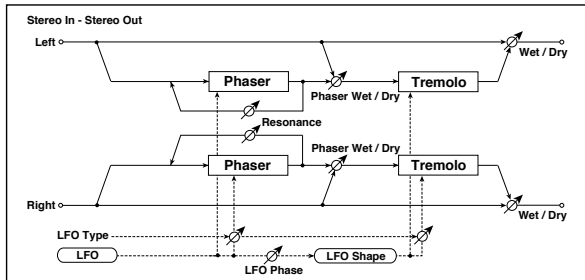 Stereo In - Stereo Out
Left
Wet / Dry
Phaser
Phaser Wet / Dry
Tremolo
Resonance
Phaser
Phaser Wet / Dry
Tremolo
Right
Wet / Dry
LFO Type
LFO
LFO Phase
LFO Shape